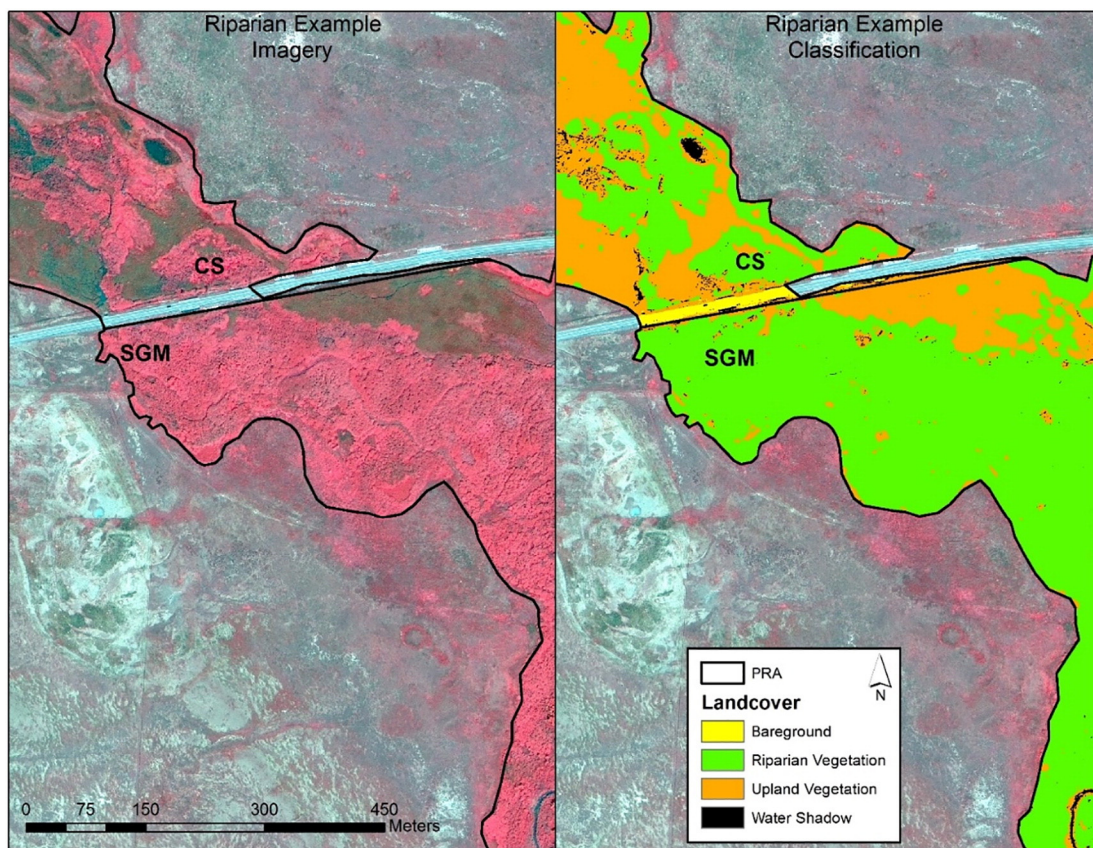 Riparian Example
Imagery
CS
SGM
0 75 150 300 450
Meters
Riparian Example
Classification
CS
SGM
PRA
N
Landcover
Bareground
Riparian Vegetation
Upland Vegetation
Water Shadow